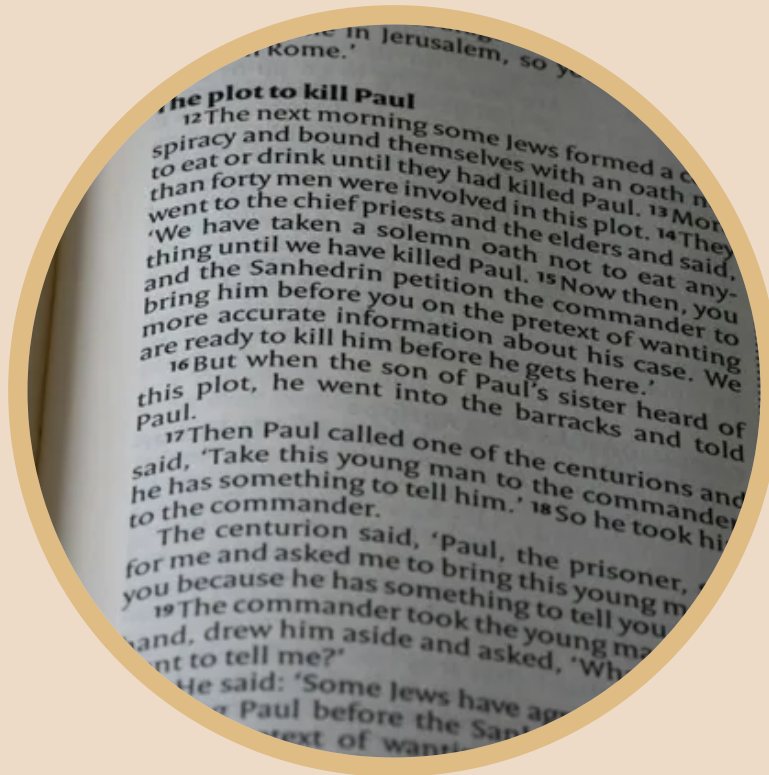 in Jerusalem, so
Rome.’
The plot to kill Paul
12 The next morning some Jews formed a
spiracy and bound themselves with an oath
to eat or drink until they had killed Paul. 13 Mor
than forty men were involved in this plot. 14 They
went to the chief priests and the elders and said,
‘We have taken a solemn oath not to eat any-
thing until we have killed Paul. 15 Now then, you
and the Sanhedrin petition the commander to
bring him before you on the pretext of wanting
more accurate information about his case. We
are ready to kill him before he gets here.’
16 But when the son of Paul’s sister heard of
this plot, he went into the barracks and told
Paul.
17 Then Paul called one of the centurions and
said, ‘Take this young man to the commander
he has something to tell him.’ 18 So he took hi
to the commander.
The centurion said, ‘Paul, the prisoner,
for me and asked me to bring this young m
you because he has something to tell you
19 The commander took the young ma
hand, drew him aside and asked, ‘Wh
nt to tell me?’
He said: ‘Some Jews have ag
Paul before the San
text of wanti